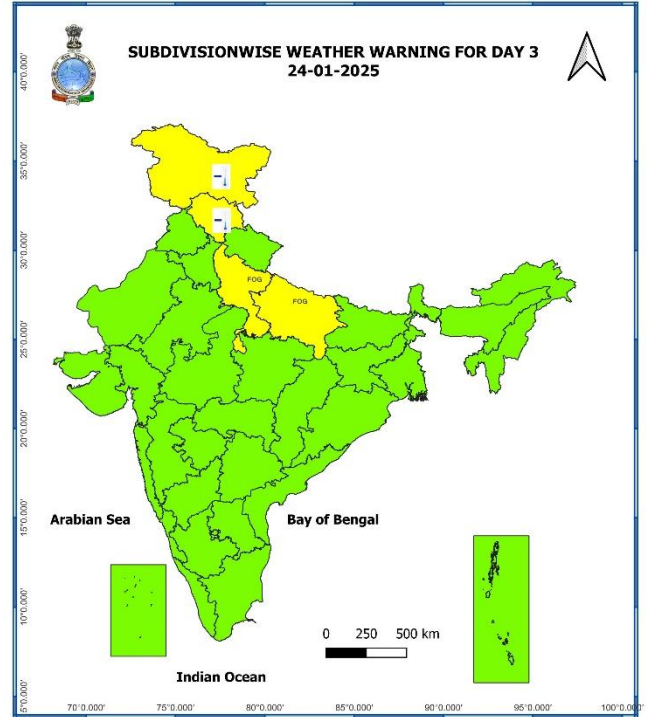 SUBDIVISIONWISE WEATHER WARNING FOR DAY 3
24-01-2025
40°0.000'
35°0.000'
30°0.000'
25°0.000'
20°0.000'
15°0.000'
10°0.000'
5°0.000'
FOG
FOG
Arabian Sea
Bay of Bengal
0 250 500 km
Indian Ocean
70°0.000' 75°0.000' 80°0.000' 85°0.000' 90°0.000' 95°0.000' 100°0.000'